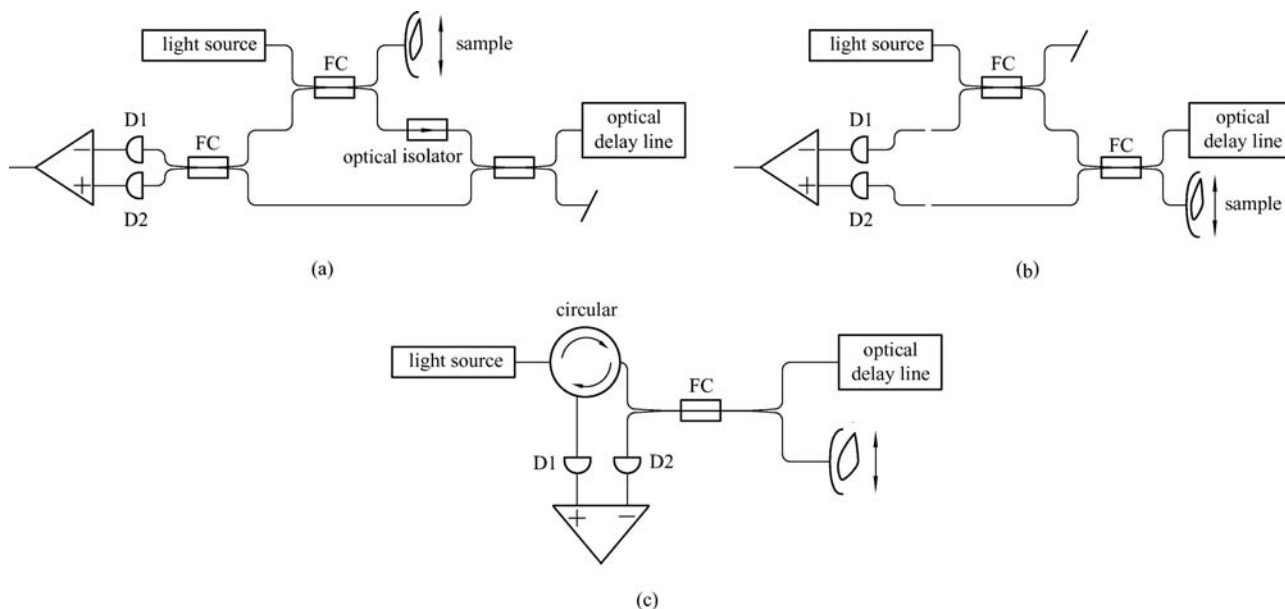 light source
FC
sample
D1
FC
optical isolator
optical
delay line
−
+
D2
(a)
light source
FC
D1
optical
delay line
FC
−
+
D2
sample
(b)
circular
light source
optical
delay line
FC
D1
D2
+
−
(c)